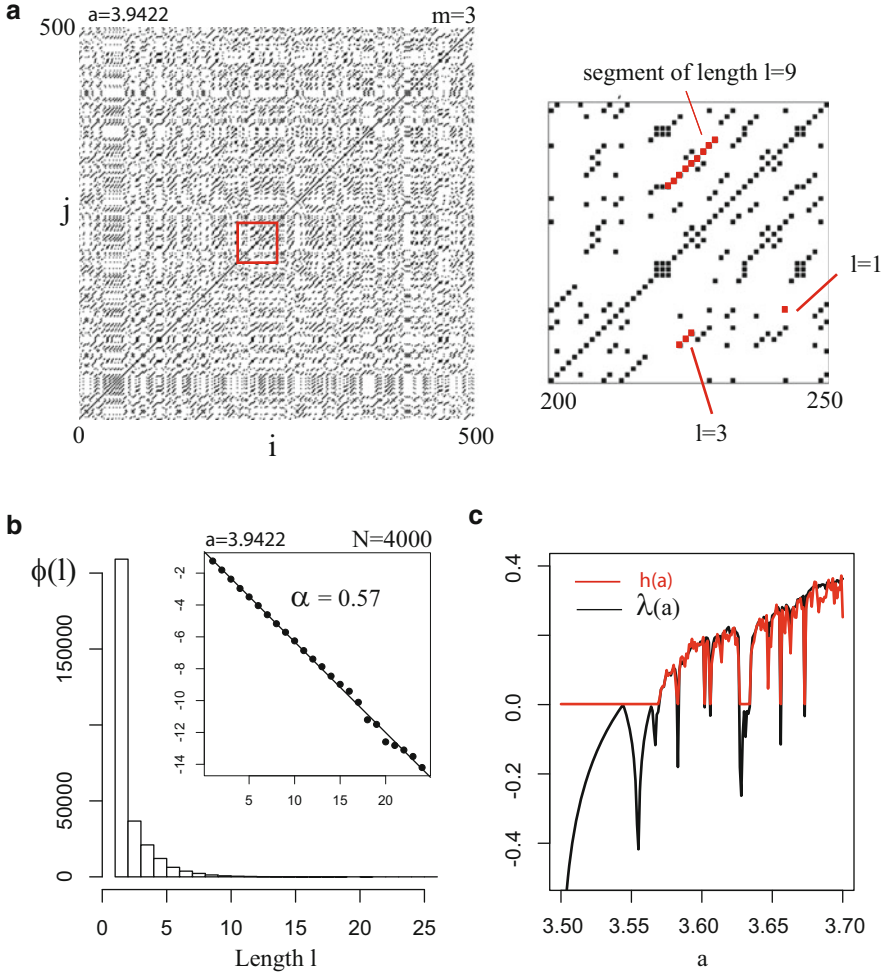 a
a=3.9422
m=3
500
j
0
i
500
segment of length l=9
l=1
l=3
200
250
b
ϕ(l)
150000
50000
0
0
5
10
15
20
25
Length l
a=3.9422
N=4000
α = 0.57
-2
-4
-6
-8
-10
-12
-14
5
10
15
20
c
h(a)
λ(a)
0.4
0.0
-0.2
-0.4
3.50
3.55
3.60
3.65
3.70
a